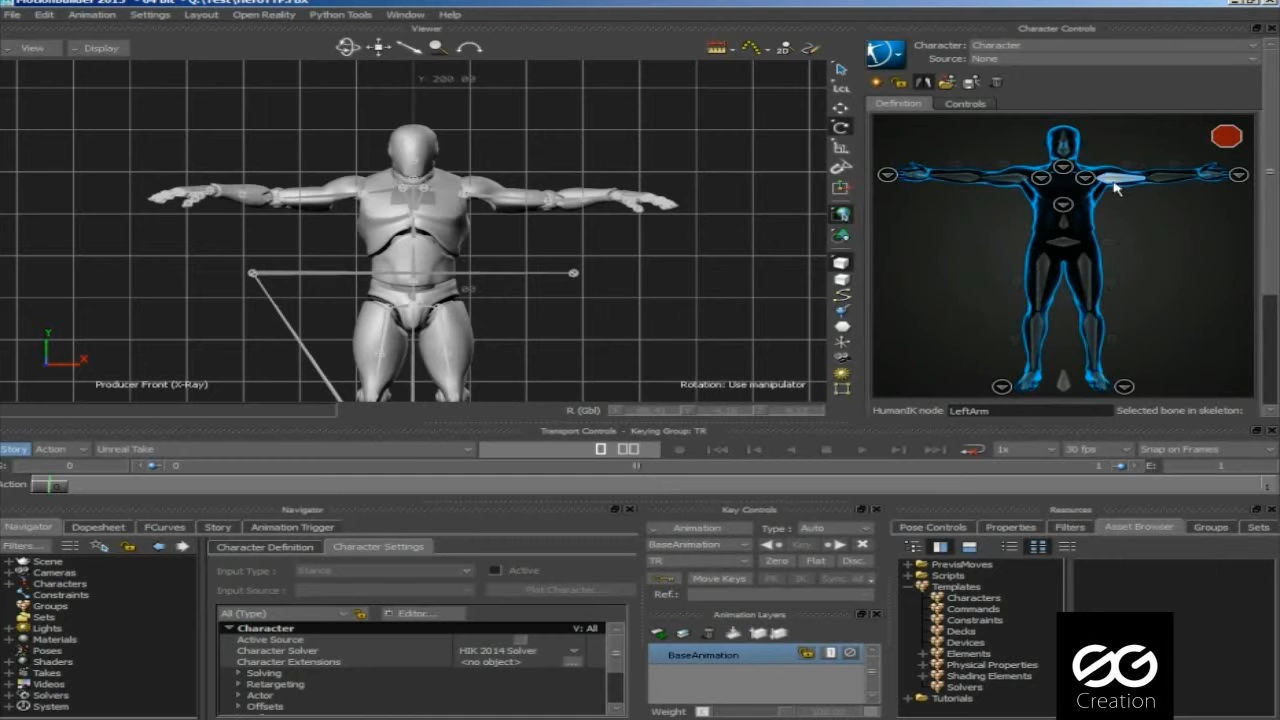 File Edit Animation Settings Layout Open Reality Python Tools Window Help
Viewer
Character Controls
View Display
2D
Character: Character
Source: None
Y 200.00
LCL
Definition Controls
Producer Front (X-Ray)
Rotation: Use manipulator
R (Gbl)
HumanIK node LeftArm Selected bone in skeleton:
Transport Controls - Keying Group: TR
Story Action Unreal Take 1x 30 fps Snap on Frames
0 0 1 E: 1
Action 0 1
Navigator
Key Controls
Resources
Navigator Dopesheet FCurves Story Animation Trigger
Animation Type: Auto
Pose Controls Properties Filters Asset Browser Groups Sets
Filters...
Character Definition Character Settings
BaseAnimation Key
TR Zero Flat Disc.
Scene
Cameras
Characters
Constraints
Groups
Sets
Lights
Materials
Poses
Shaders
Takes
Videos
Solvers
System
Input Type: Stance Active
Input Source: Plot Character...
All (Type) Editor...
Character V: All
Active Source
Character Solver HIK 2014 Solver
Character Extensions <no object> ...
Solving
Retargeting
Actor
Offsets
Move Keys FK IK Sync: All
Ref.:
Animation Layers
BaseAnimation 1
Weight
PrevisMoves
Scripts
Templates
Characters
Commands
Constraints
Decks
Devices
Elements
Physical Properties
Shading Elements
Solvers
Tutorials
SG
Creation